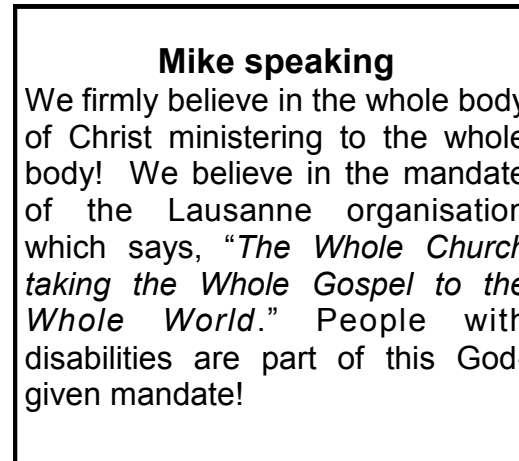 Mike speaking
We firmly believe in the whole body
of Christ ministering to the whole
body! We believe in the mandate
of the Lausanne organisation
which says, “The Whole Church
taking the Whole Gospel to the
Whole World.” People with
disabilities are part of this God-
given mandate!